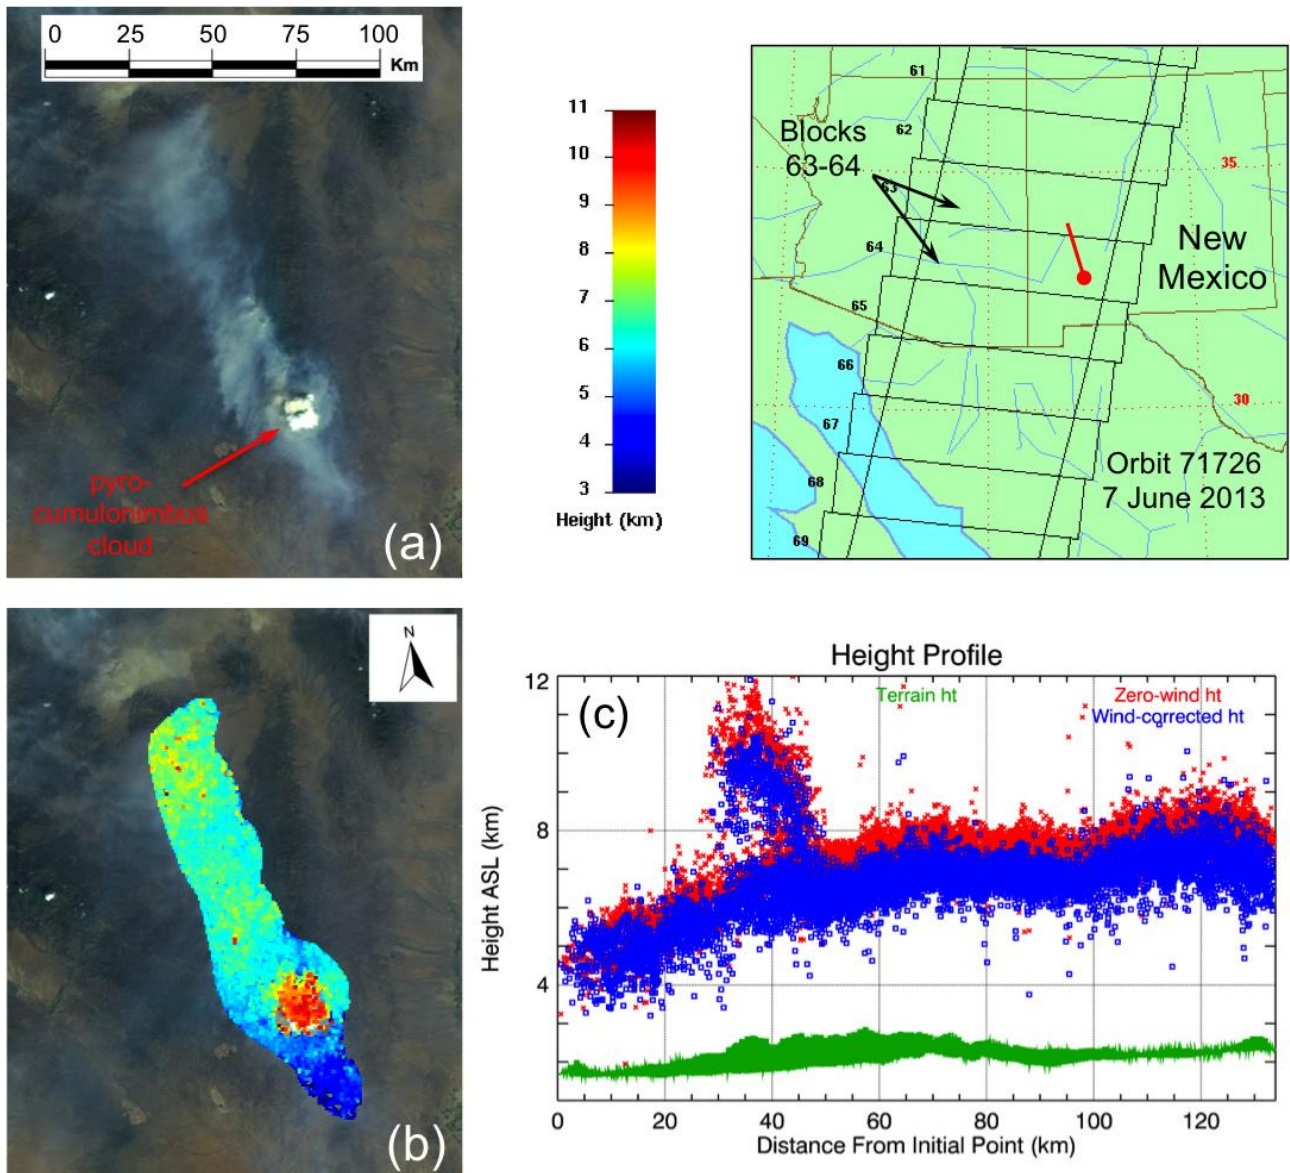 0 25 50 75 100
Km
pyro-
cumulonimbus
cloud
(a)
11
10
9
8
7
6
5
4
3
Height (km)
61
62
63
64
65
66
67
68
69
Blocks
63-64
35
New
Mexico
30
Orbit 71726
7 June 2013
N
(b)
Height Profile
(c)
Terrain ht
Zero-wind ht
Wind-corrected ht
12
8
4
Height ASL (km)
0 20 40 60 80 100 120
Distance From Initial Point (km)